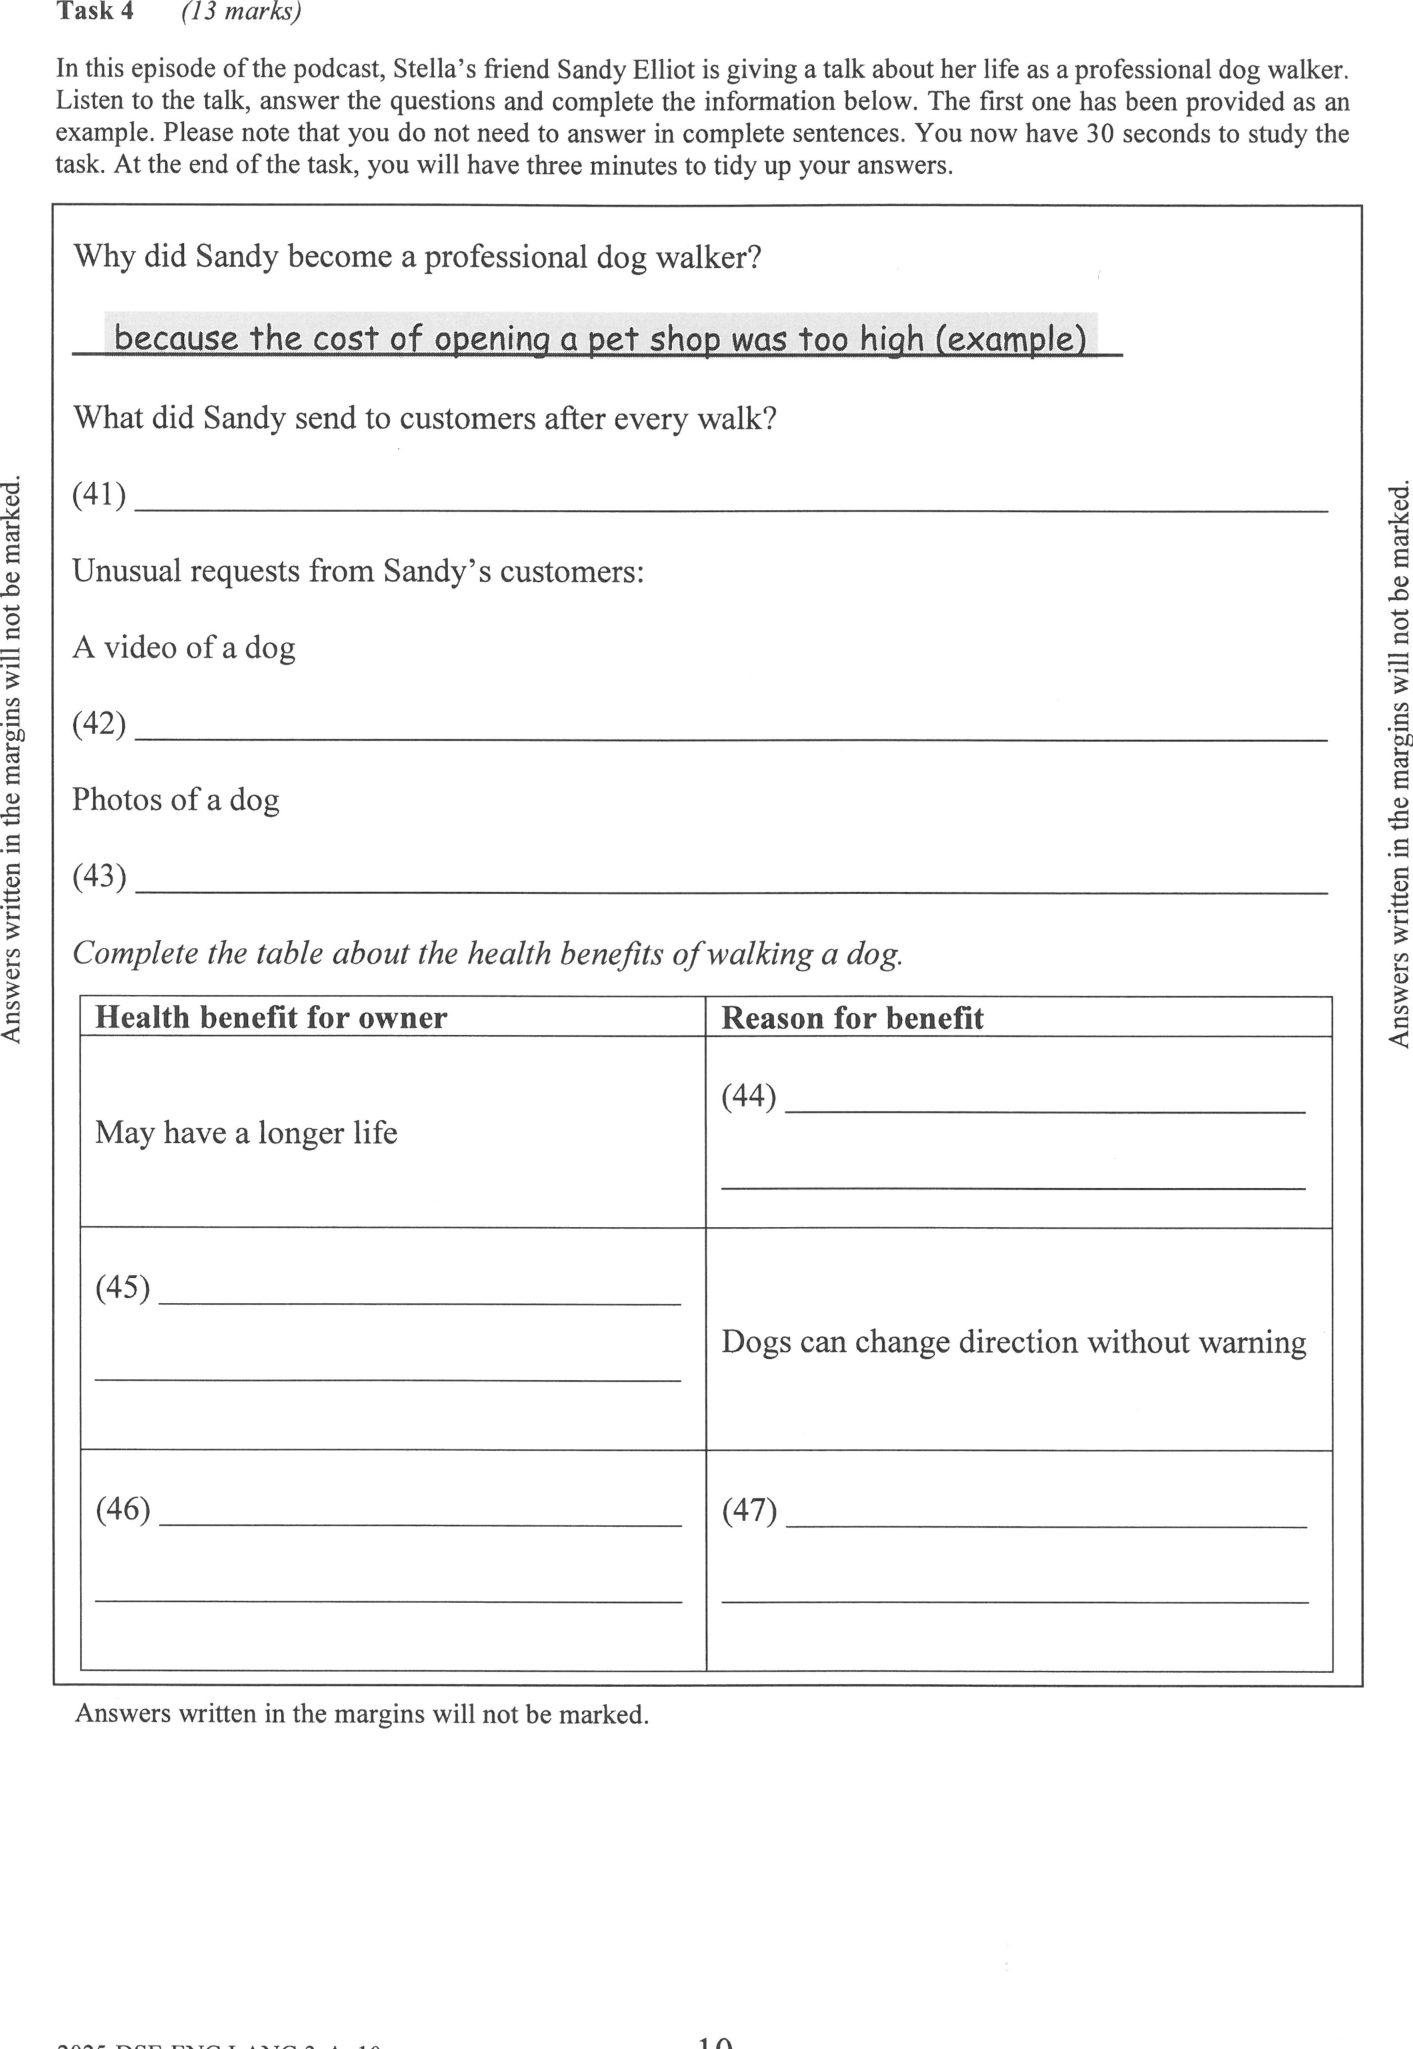 Task 4 (13 marks)
In this episode of the podcast, Stella's friend Sandy Elliot is giving a talk about her life as a professional dog walker.
Listen to the talk, answer the questions and complete the information below. The first one has been provided as an
example. Please note that you do not need to answer in complete sentences. You now have 30 seconds to study the
task. At the end of the task, you will have three minutes to tidy up your answers.
Why did Sandy become a professional dog walker?
because the cost of opening a pet shop was too high (example)
What did Sandy send to customers after every walk?
(41)
Unusual requests from Sandy's customers:
A video of a dog
(42)
Photos of a dog
(43)
Complete the table about the health benefits of walking a dog.
Health benefit for owner Reason for benefit
May have a longer life
(44)
(45)
Dogs can change direction without warning
(46) (47)
Answers written in the margins will not be marked.
Answers written in the margins will not be marked.
Answers written in the margins will not be marked.
2025-DSE-ENG LANG 3-A-10
10